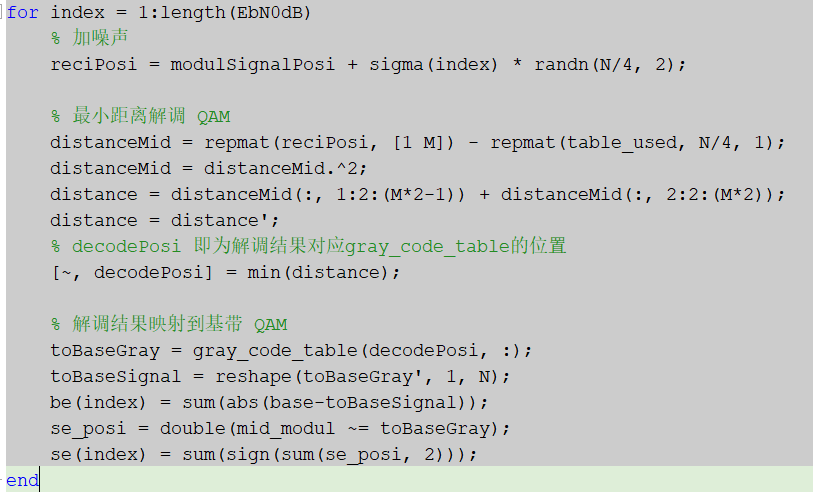 for index = 1:length(EbN0dB)
% 加噪声
reciPosi = modulSignalPosi + sigma(index) * randn(N/4, 2);
% 最小距离解调 QAM
distanceMid = repmat(reciPosi, [1 M]) - repmat(table_used, N/4, 1);
distanceMid = distanceMid.^2;
distance = distanceMid(:, 1:2:(M*2-1)) + distanceMid(:, 2:2:(M*2));
distance = distance';
% decodePosi 即为解调结果对应gray_code_table的位置
[~, decodePosi] = min(distance);
% 解调结果映射到基带 QAM
toBaseGray = gray_code_table(decodePosi, :);
toBaseSignal = reshape(toBaseGray', 1, N);
be(index) = sum(abs(base-toBaseSignal));
se_posi = double(mid_modul ~= toBaseGray);
se(index) = sum(sign(sum(se_posi, 2)));
end